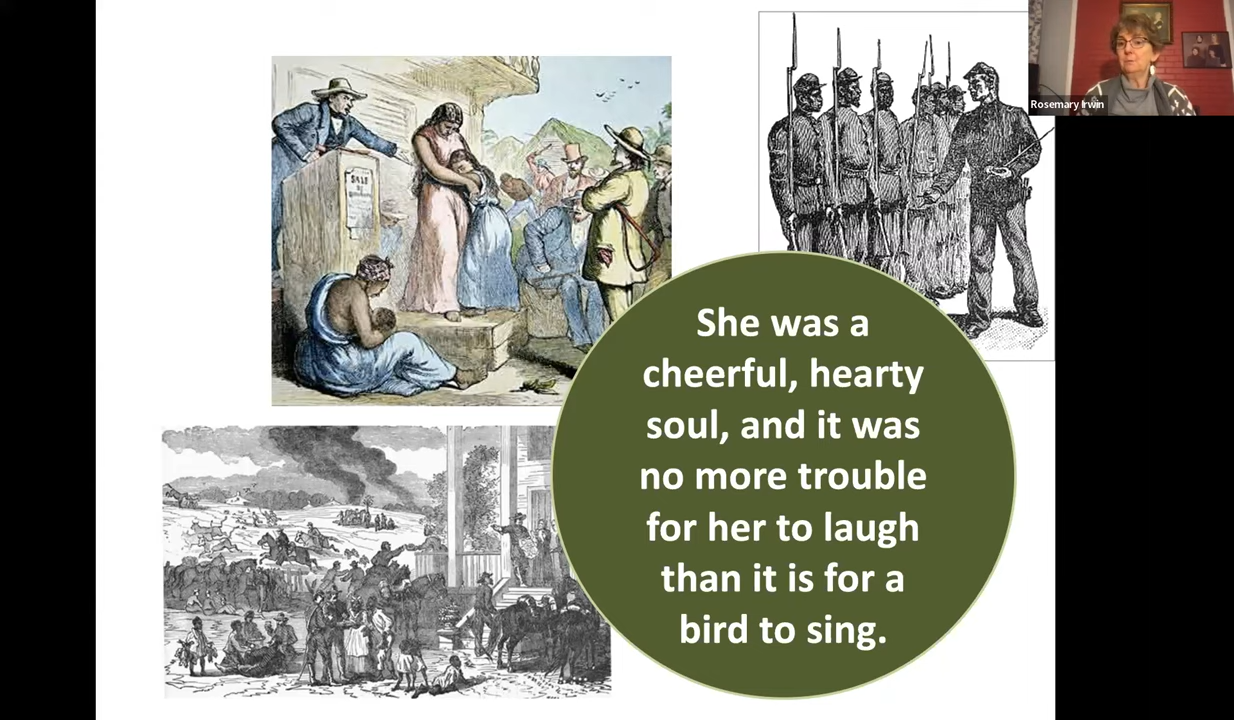 Rosemary Irwin
SALE
She was a
cheerful, hearty
soul, and it was
no more trouble
for her to laugh
than it is for a
bird to sing.